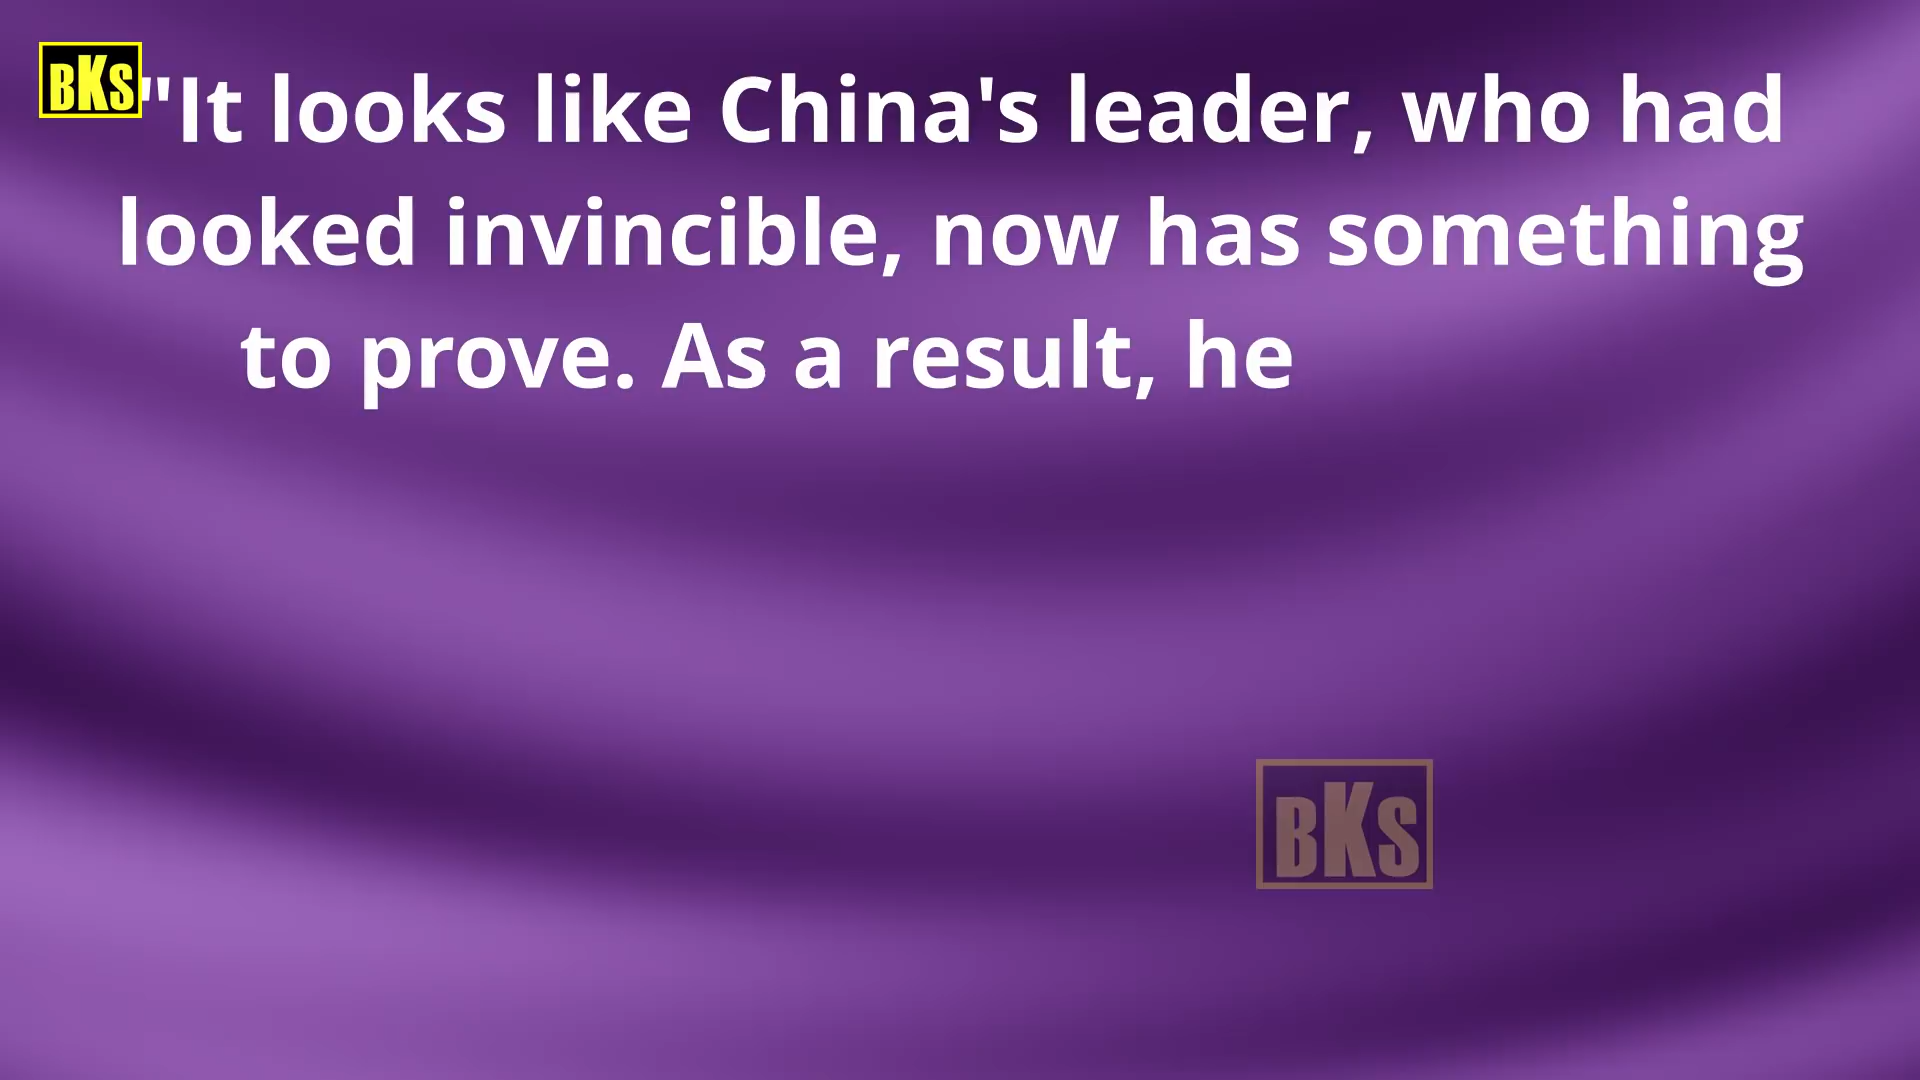 BKS
"It looks like China's leader, who had
looked invincible, now has something
to prove. As a result, he
BKS